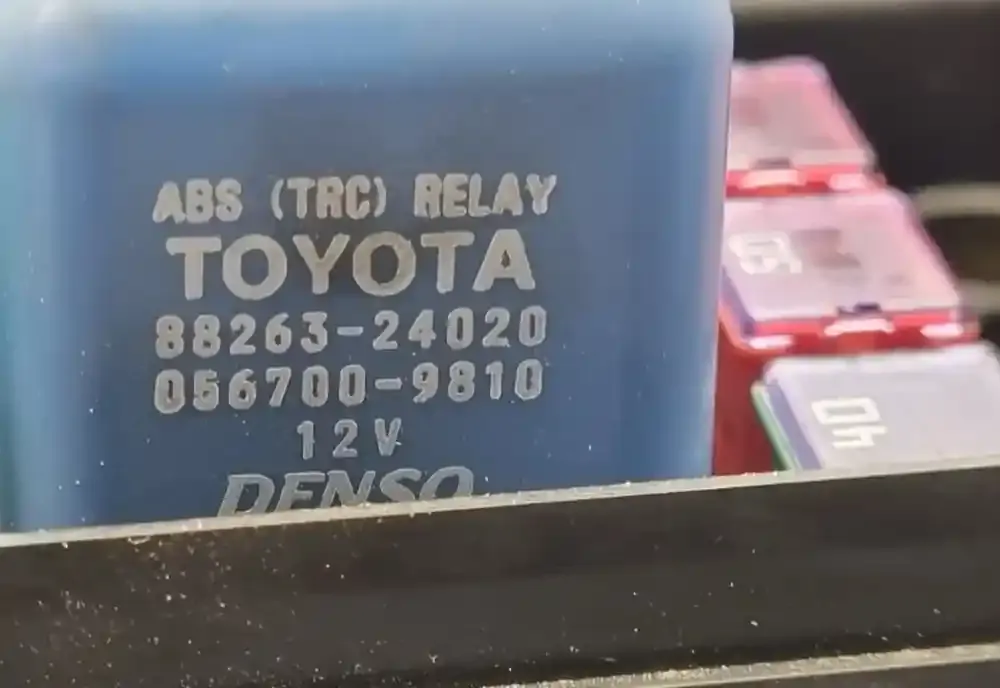 ABS (TRC) RELAY
TOYOTA
88263-24020
056700-9810
12V
DENSO
40